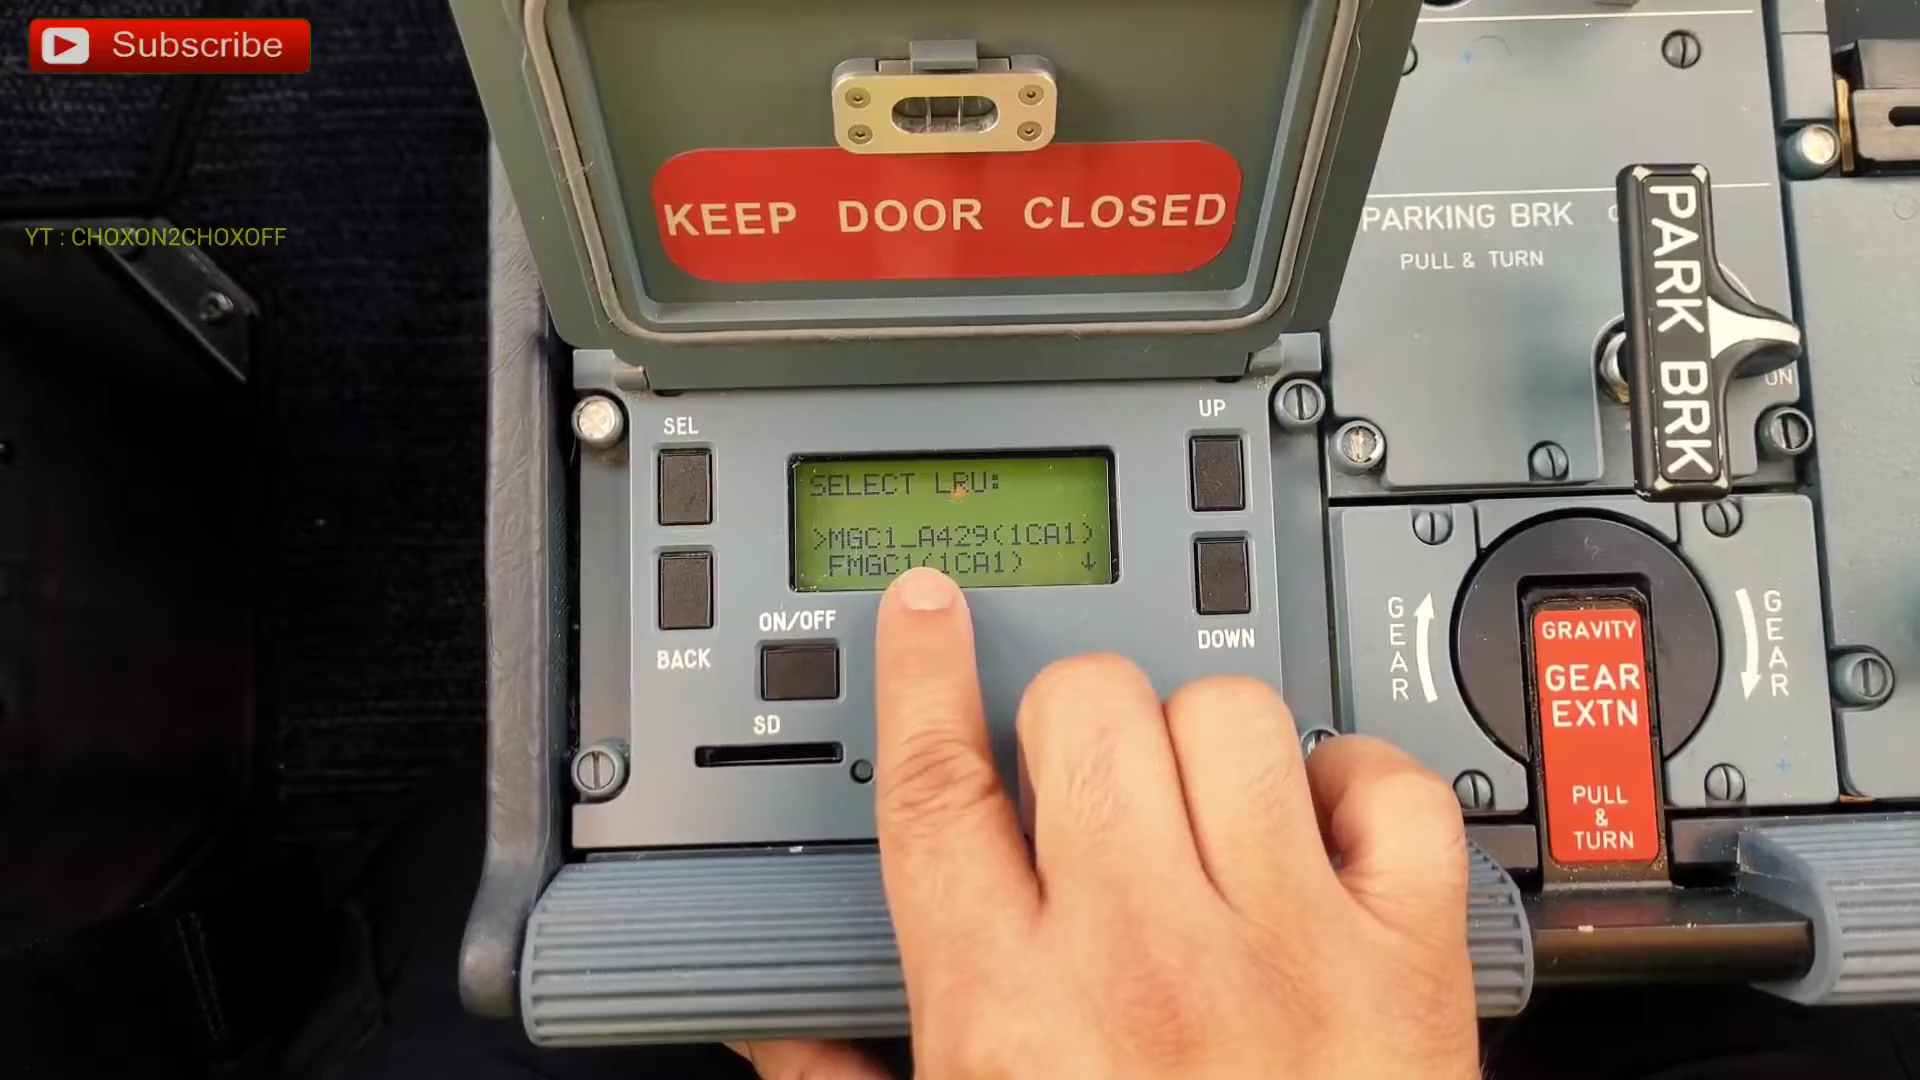 Subscribe
YT : CHOXON2CHOXOFF
KEEP DOOR CLOSED
PARKING BRK
PULL & TURN
PARK BRK
ON
SEL
UP
SELECT LRU:
>MGC1_A429(1CA1)
FMGC1(1CA1) ↓
BACK
ON/OFF
DOWN
SD
GEAR
GEAR
GRAVITY
GEAR
EXTN
PULL
&
TURN